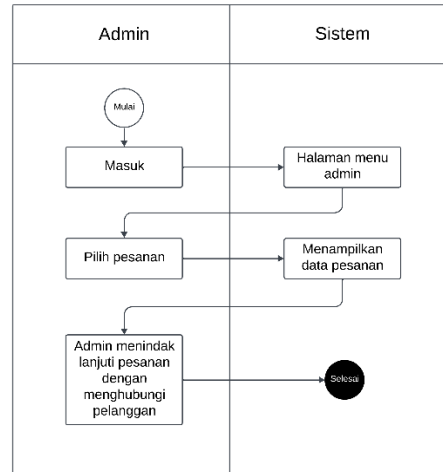 Admin
Sistem
Mulai
Masuk
Halaman menu
admin
Pilih pesanan
Menampilkan
data pesanan
Admin menindak
lanjuti pesanan
dengan
menghubungi
pelanggan
Selesai